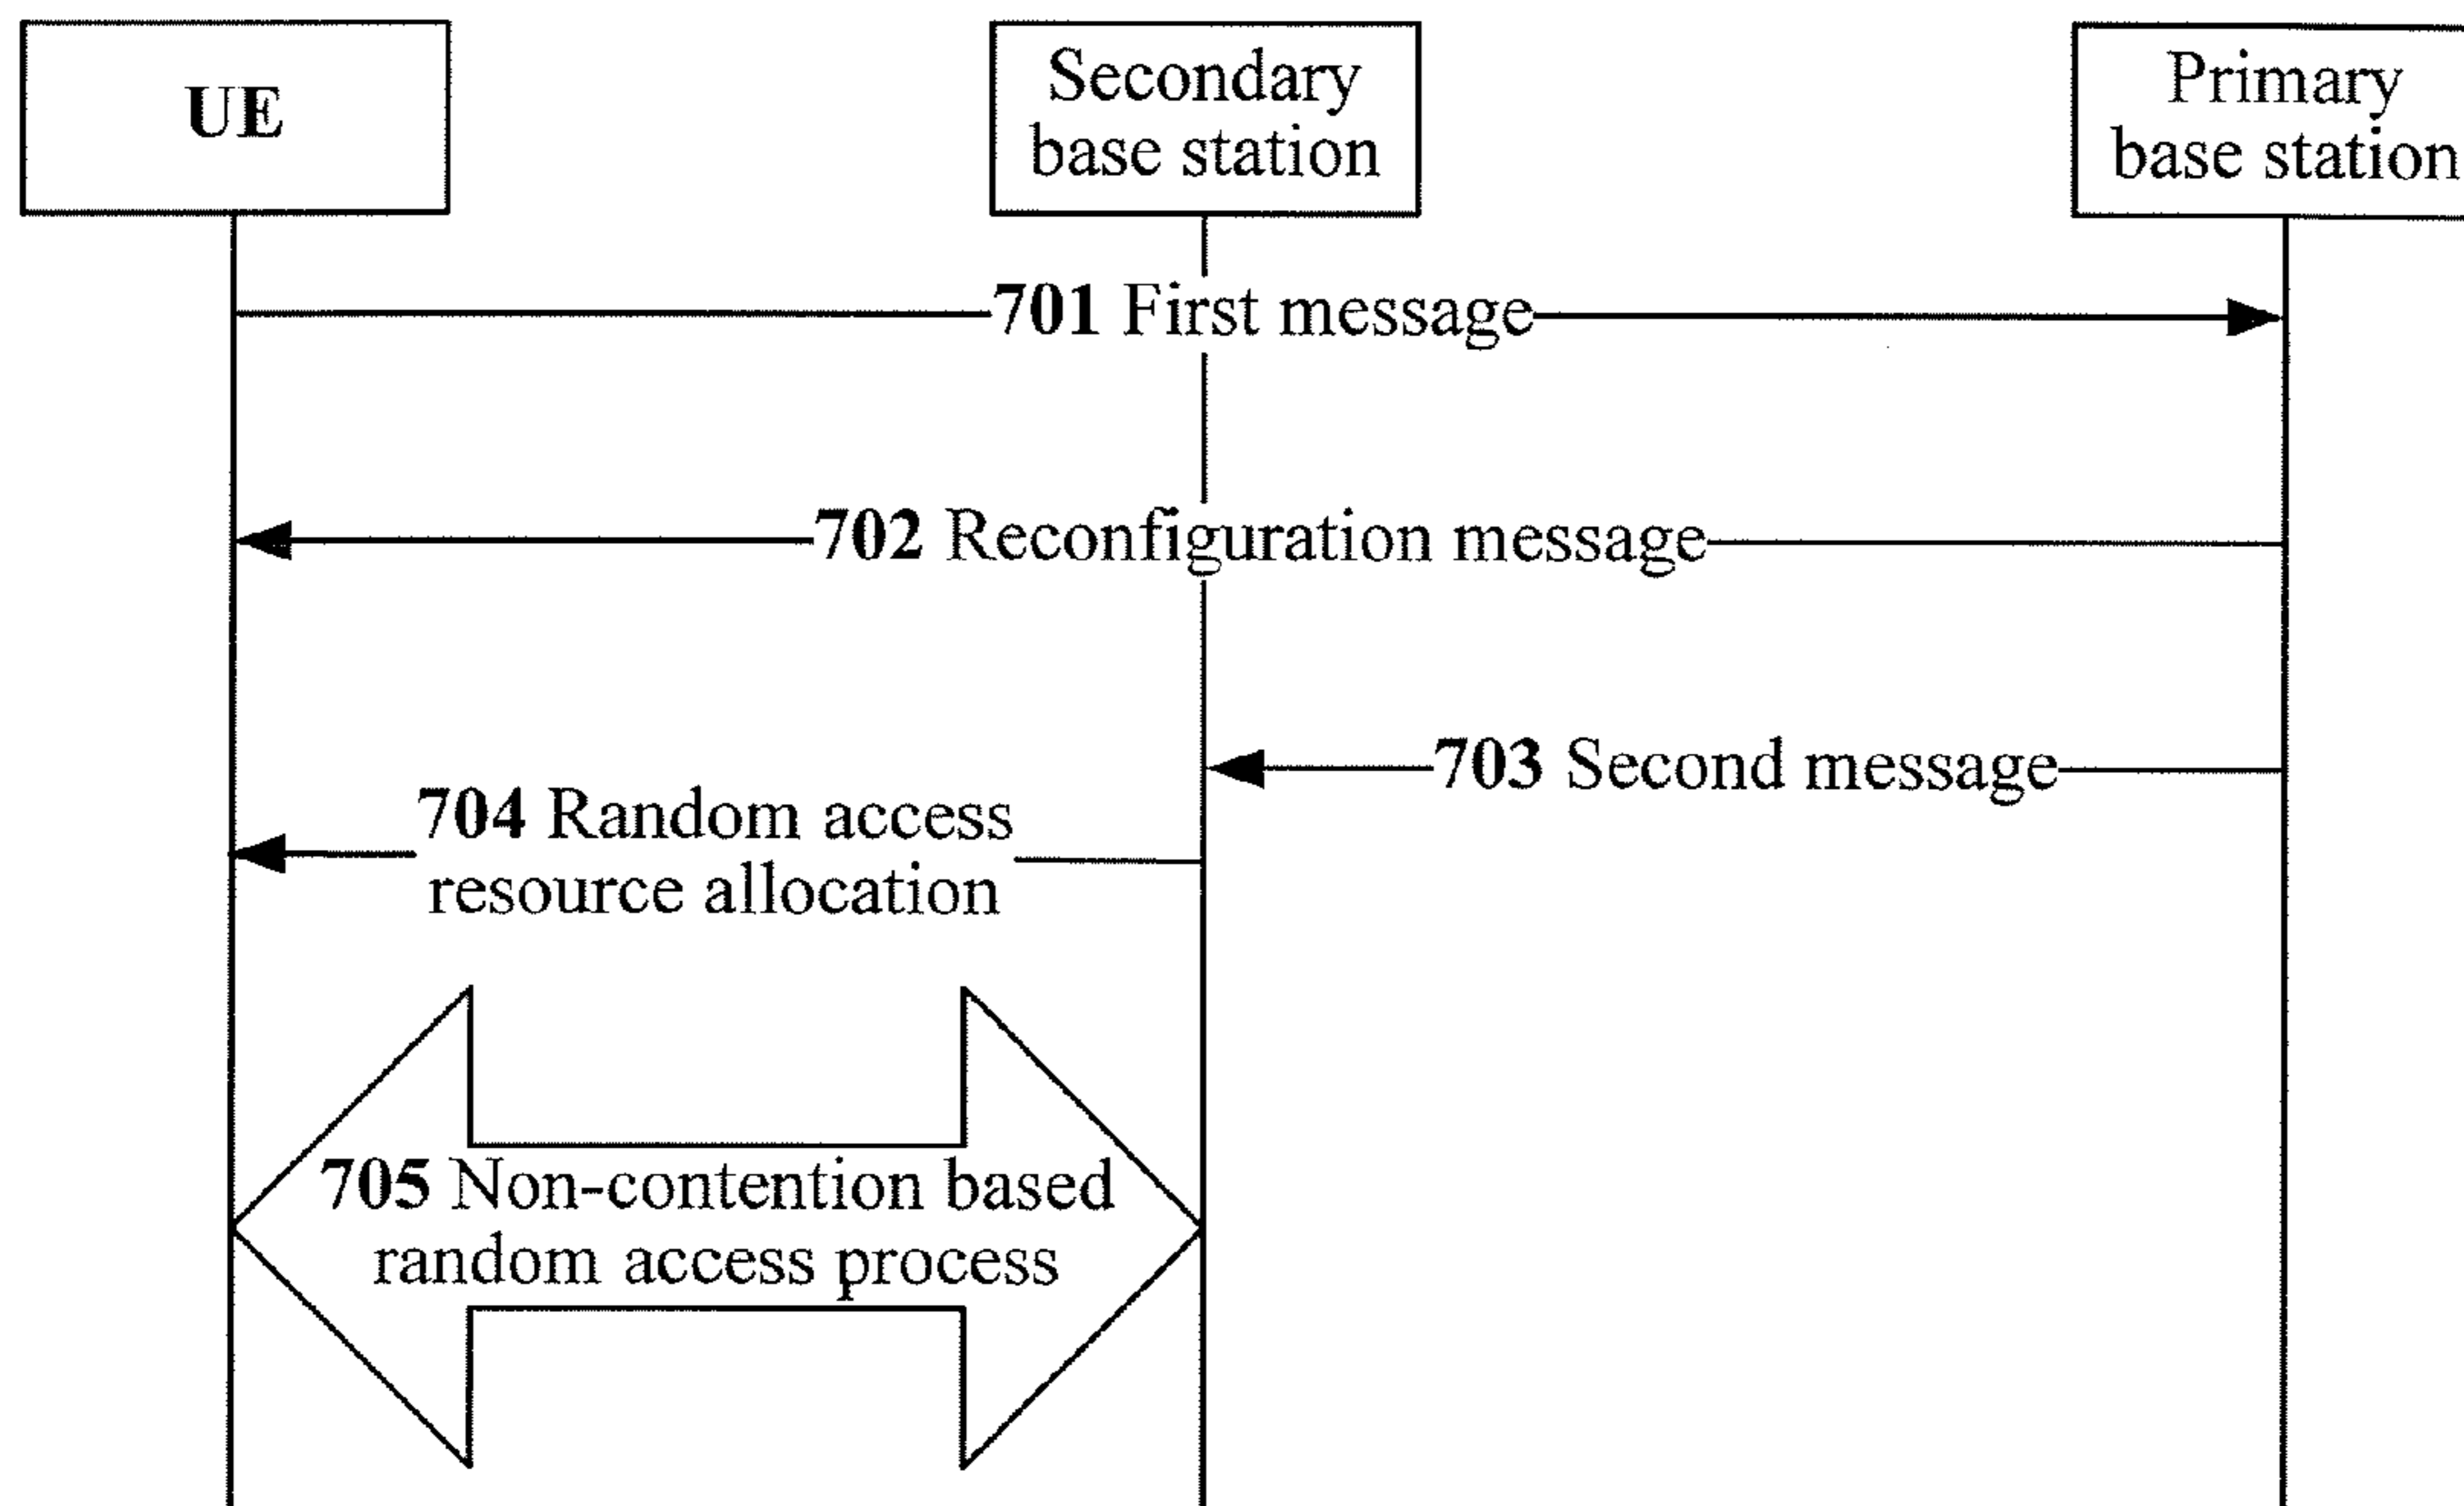 UE
Secondary
base station
Primary
base station
701 First message
702 Reconfiguration message
703 Second message
704 Random access
resource allocation
705 Non-contention based
random access process